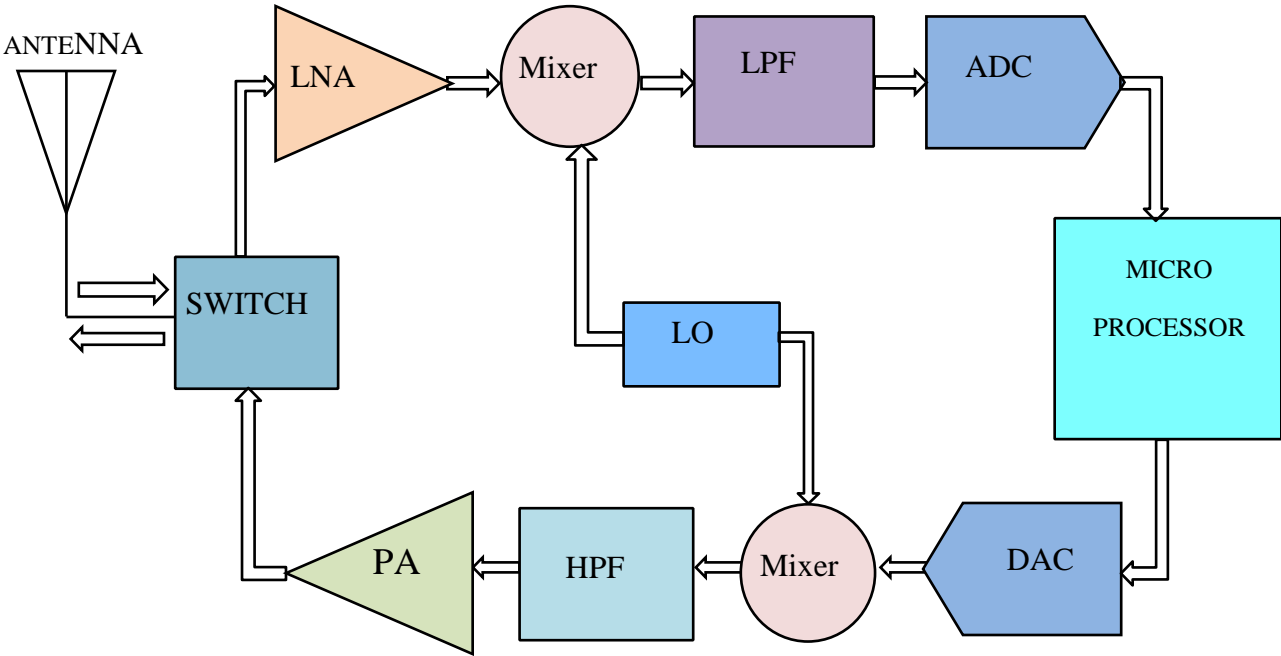 ANTENNA
LNA
Mixer
LPF
ADC
SWITCH
LO
MICRO
PROCESSOR
PA
HPF
Mixer
DAC